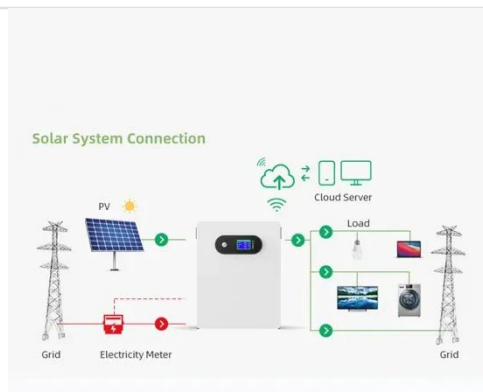 Solar System Connection
Cloud Server
PV
Load
Grid
Electricity Meter
Grid